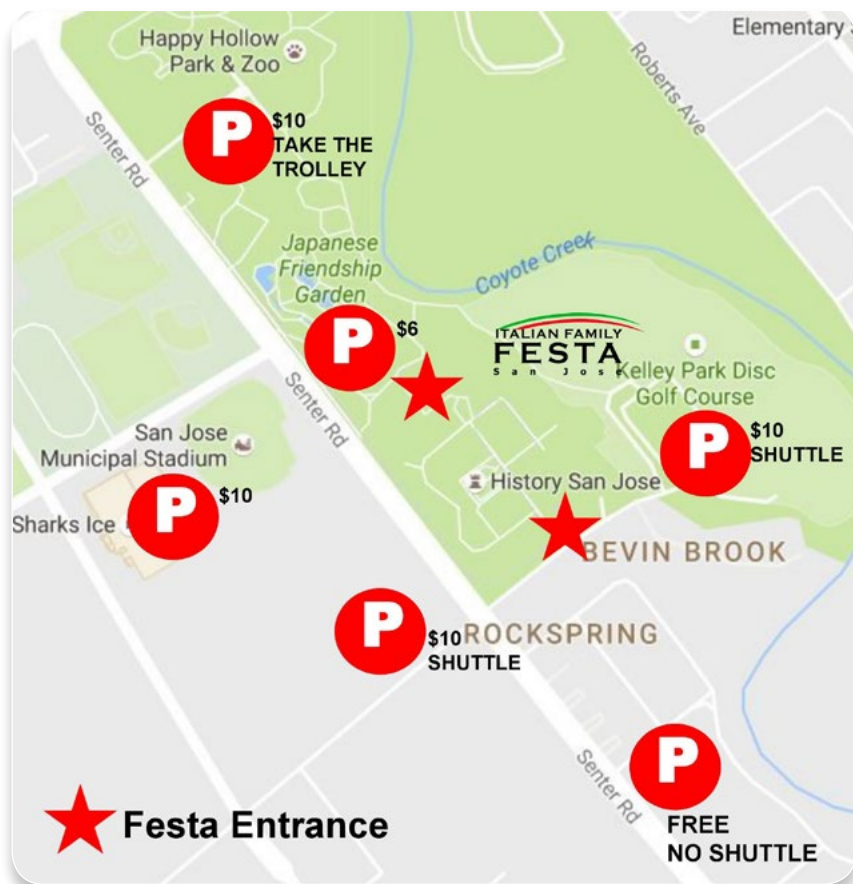 Happy Hollow
Park & Zoo
Elementary
Roberts Ave
Senter Rd
P
$10
TAKE THE
TROLLEY
Japanese
Friendship
Garden
Coyote Creek
P
$6
ITALIAN FAMILY
FESTA
San Jose
Kelley Park Disc
Golf Course
Senter Rd
San Jose
Municipal Stadium
P
$10
SHUTTLE
History San Jose
P
$10
Sharks Ice
BEVIN BROOK
P
$10
SHUTTLE
ROCKSPRING
P
FREE
NO SHUTTLE
Senter Rd
Festa Entrance